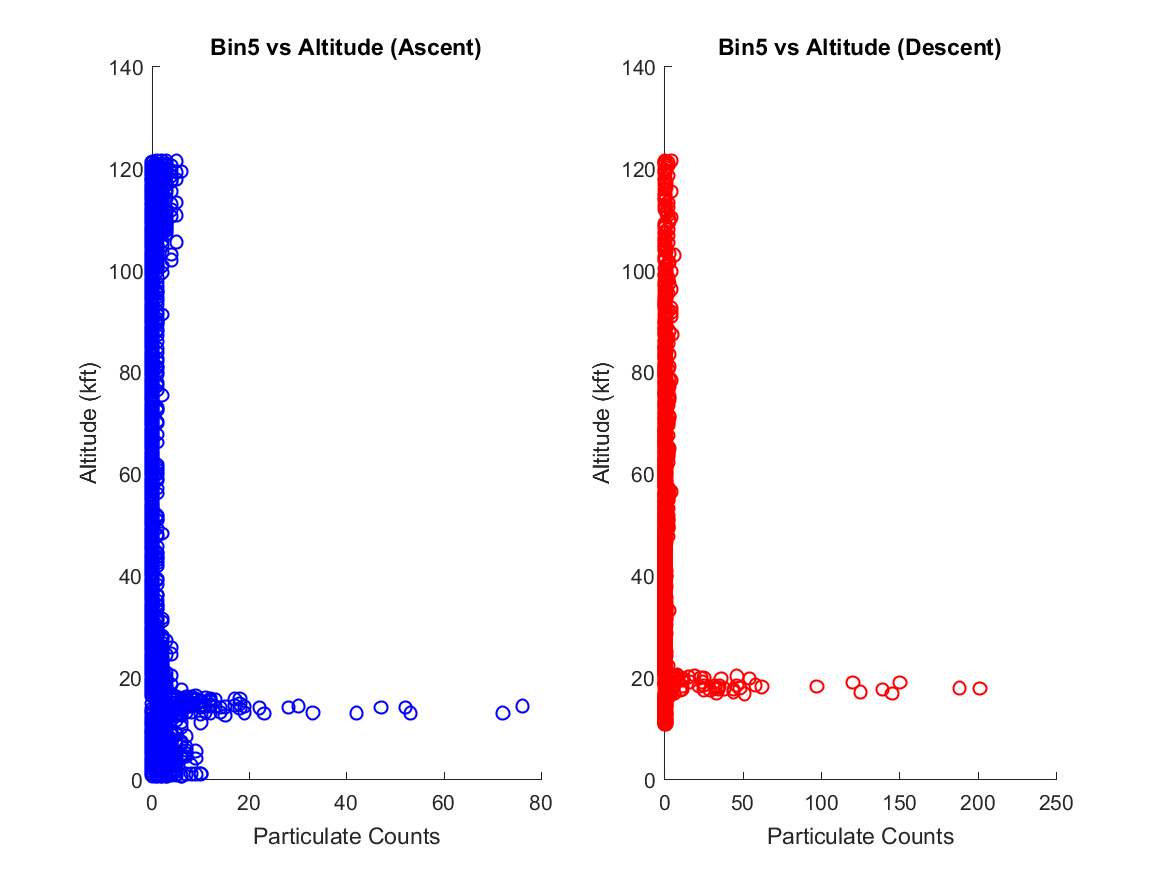 Bin5 vs Altitude (Ascent)
140
120
100
80
60
40
20
0
Altitude (kft)
0 20 40 60 80
Particulate Counts
Bin5 vs Altitude (Descent)
140
120
100
80
60
40
20
0
Altitude (kft)
0 50 100 150 200 250
Particulate Counts